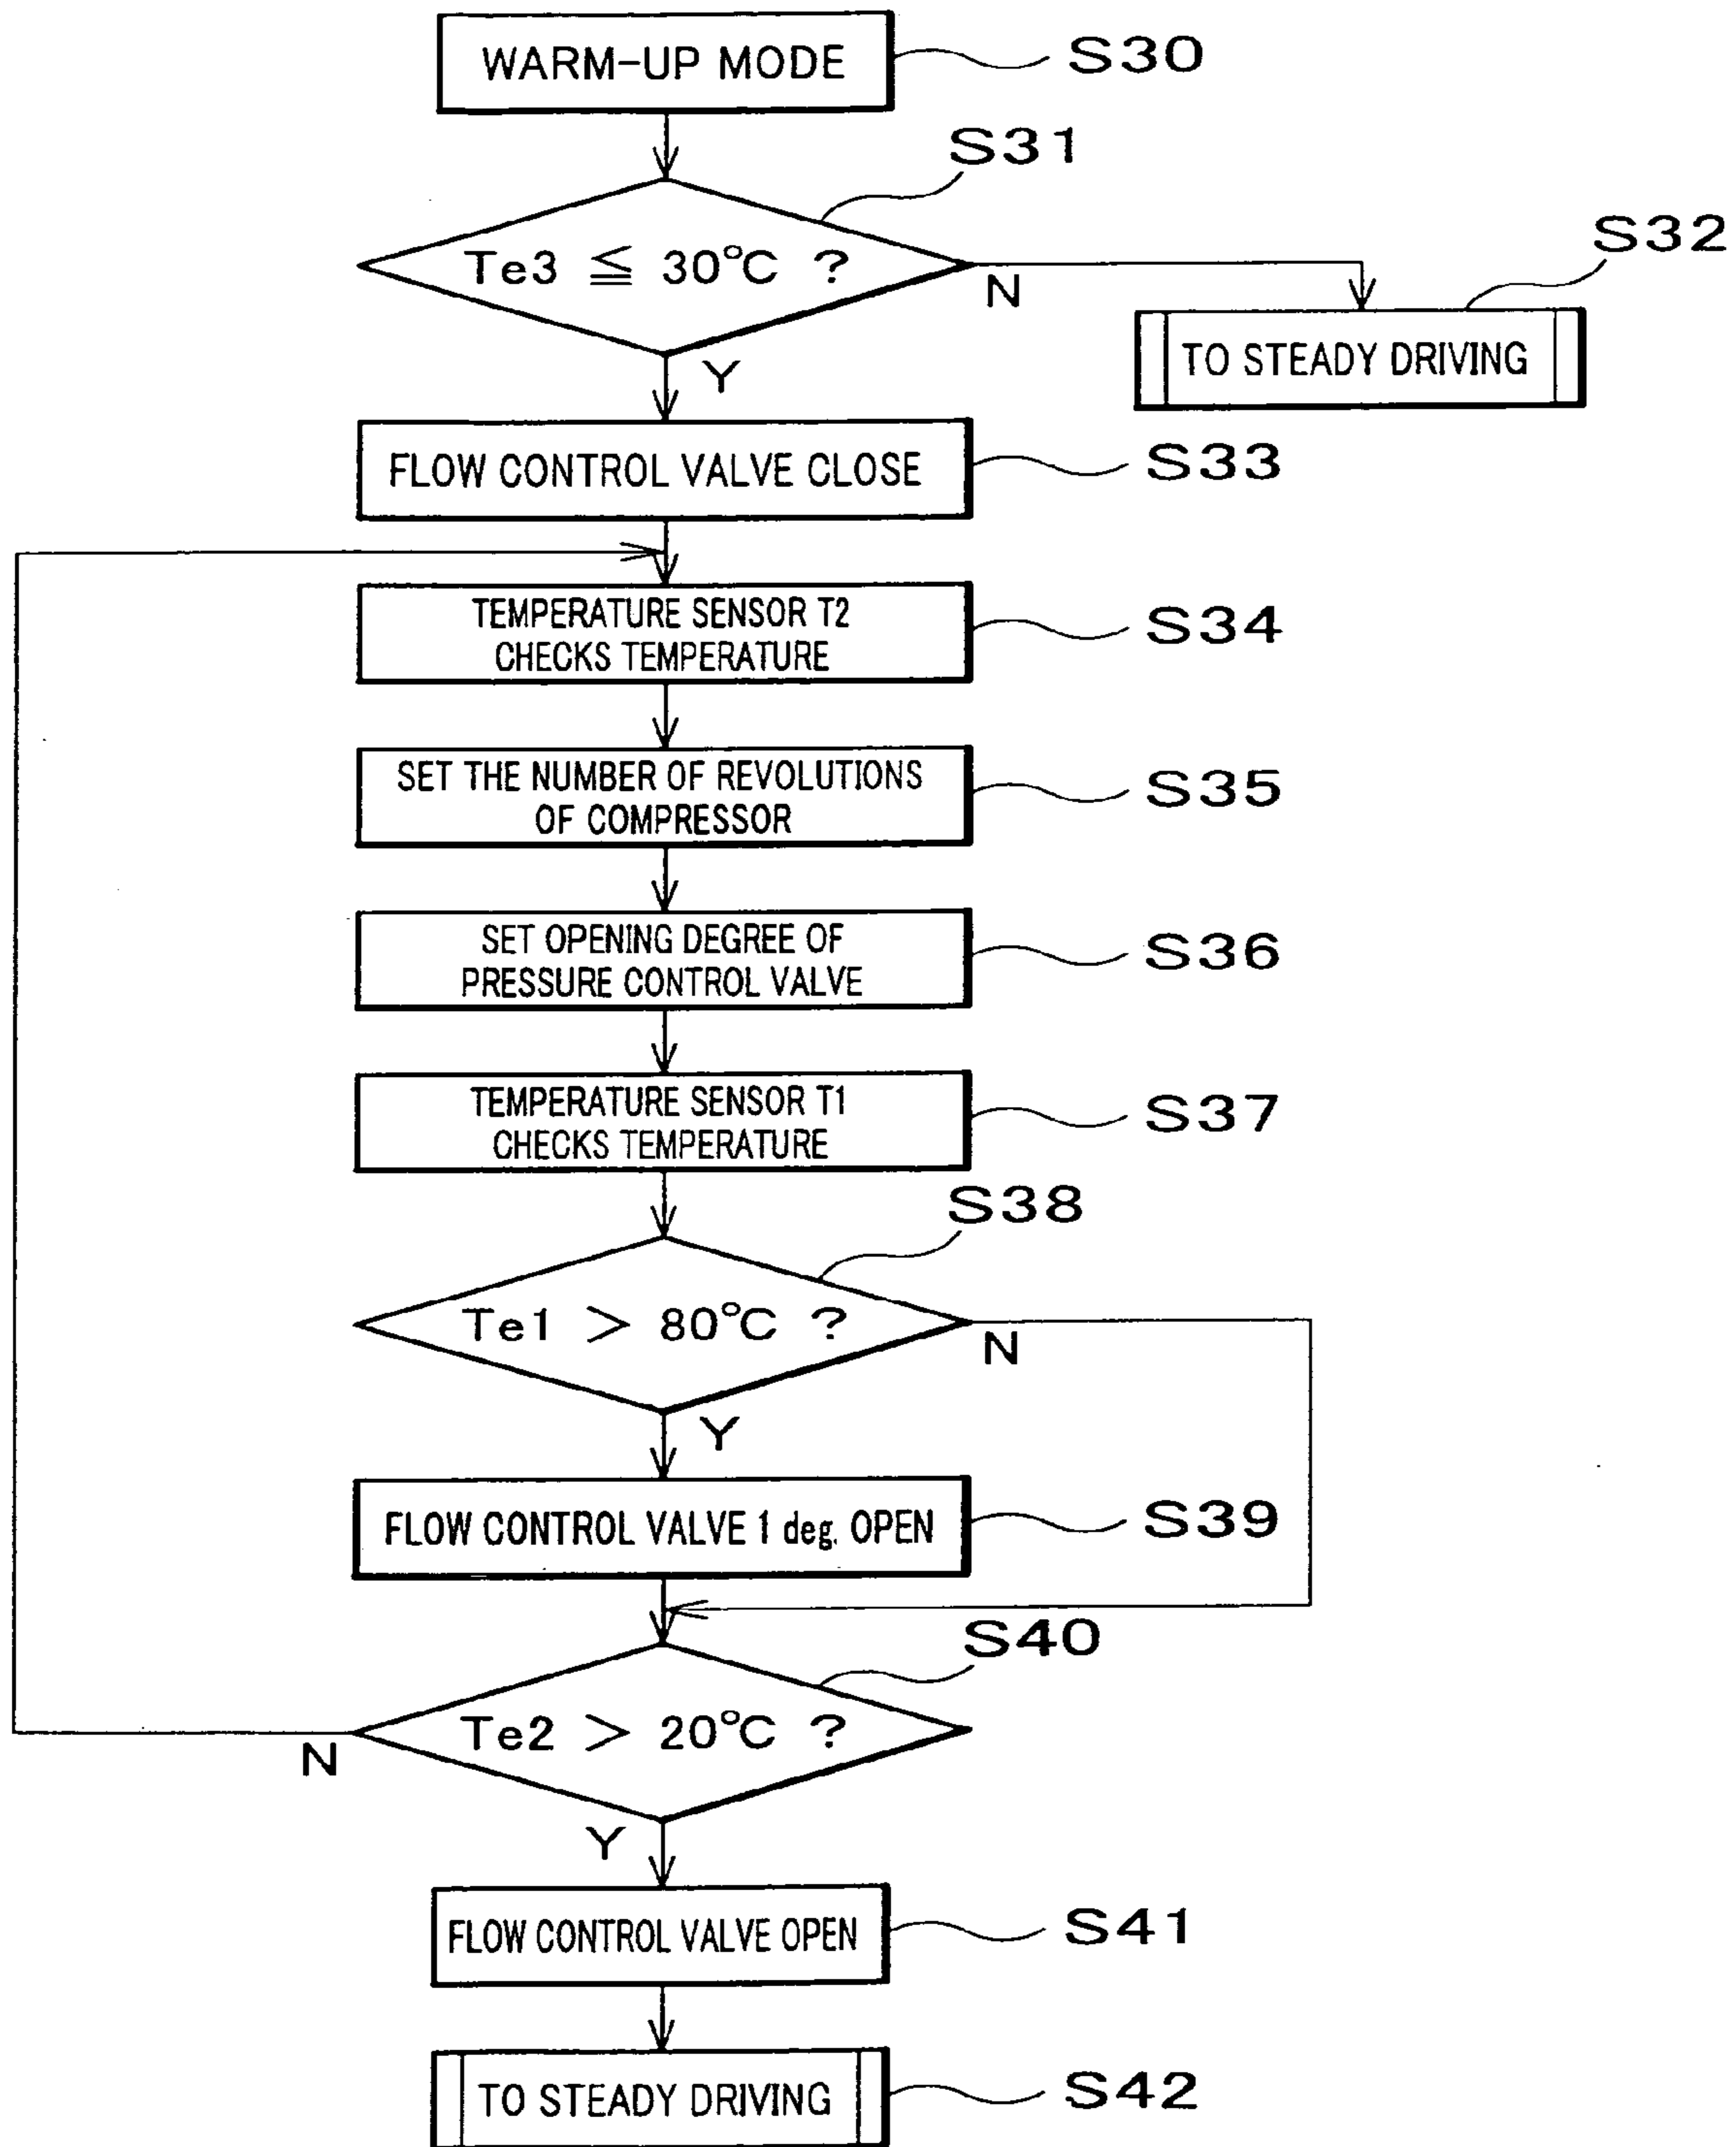 WARM-UP MODE
S30
S31
Te3 ≦ 30°C ?
N
S32
TO STEADY DRIVING
Y
FLOW CONTROL VALVE CLOSE
S33
TEMPERATURE SENSOR T2
CHECKS TEMPERATURE
S34
SET THE NUMBER OF REVOLUTIONS
OF COMPRESSOR
S35
SET OPENING DEGREE OF
PRESSURE CONTROL VALVE
S36
TEMPERATURE SENSOR T1
CHECKS TEMPERATURE
S37
S38
Te1 > 80°C ?
N
Y
FLOW CONTROL VALVE 1 deg. OPEN
S39
S40
Te2 > 20°C ?
N
Y
FLOW CONTROL VALVE OPEN
S41
TO STEADY DRIVING
S42